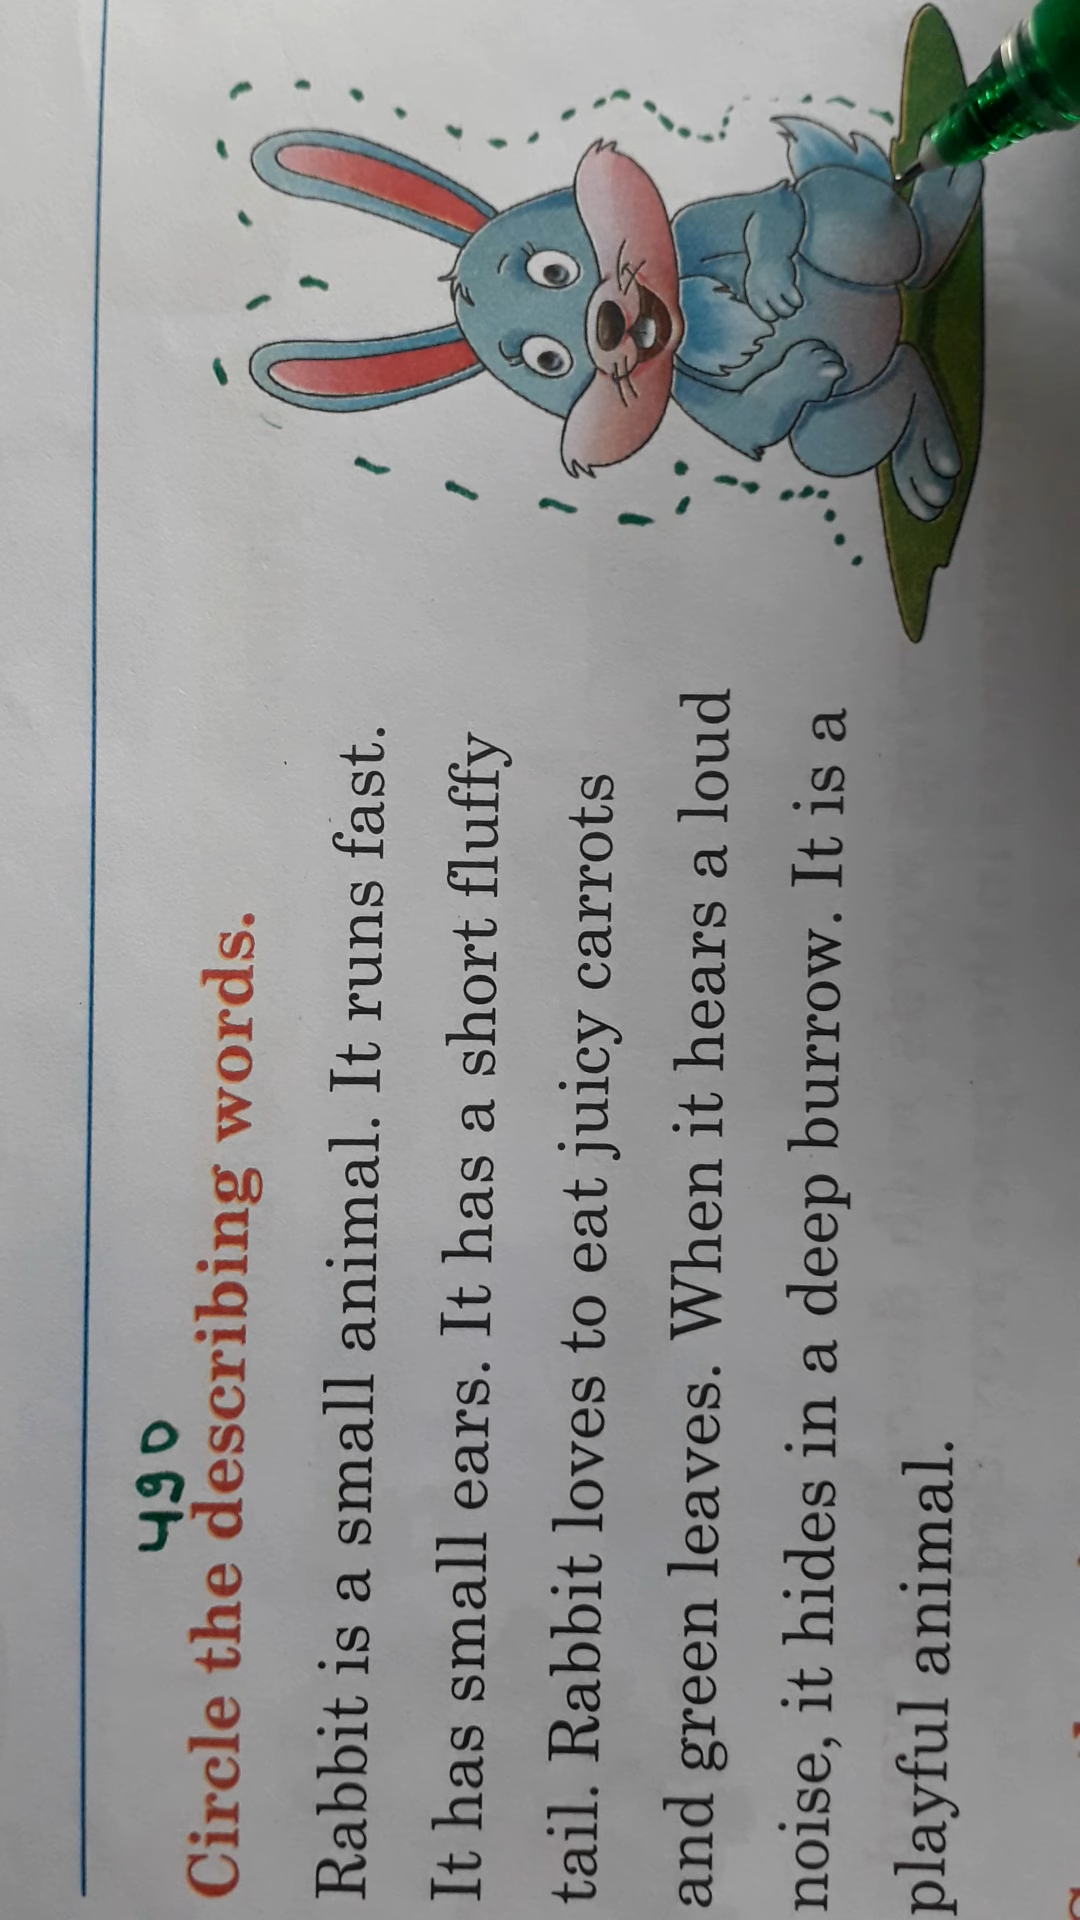 490
Circle the describing words.
Rabbit is a small animal. It runs fast.
It has small ears. It has a short fluffy
tail. Rabbit loves to eat juicy carrots
and green leaves. When it hears a loud
noise, it hides in a deep burrow. It is a
playful animal.